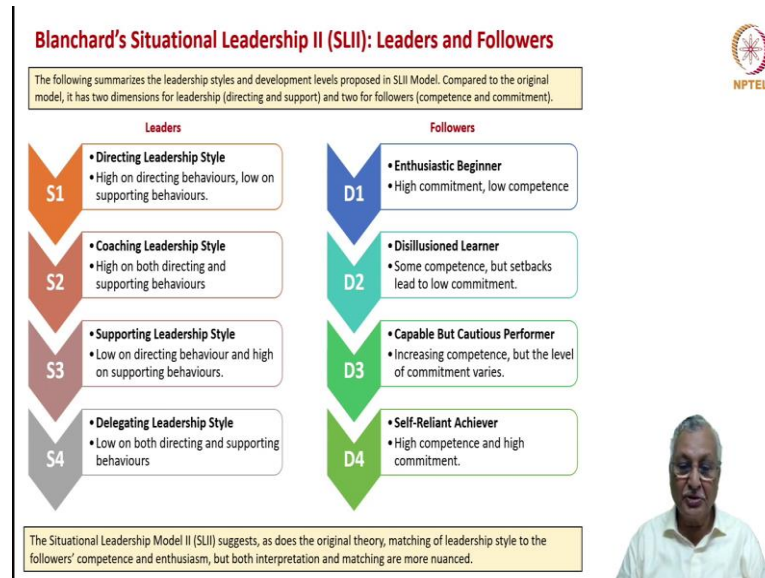 Blanchard's Situational Leadership II (SLII): Leaders and Followers
NPTEL
The following summarizes the leadership styles and development levels proposed in SLII Model. Compared to the original
model, it has two dimensions for leadership (directing and support) and two for followers (competence and commitment).
Leaders
S1
• Directing Leadership Style
• High on directing behaviours, low on
supporting behaviours.
S2
• Coaching Leadership Style
• High on both directing and
supporting behaviours
S3
• Supporting Leadership Style
• Low on directing behaviour and high
on supporting behaviours.
S4
• Delegating Leadership Style
• Low on both directing and supporting
behaviours
Followers
D1
• Enthusiastic Beginner
• High commitment, low competence
D2
• Disillusioned Learner
• Some competence, but setbacks
lead to low commitment.
D3
• Capable But Cautious Performer
• Increasing competence, but the level
of commitment varies.
D4
• Self-Reliant Achiever
• High competence and high
commitment.
The Situational Leadership Model II (SLII) suggests, as does the original theory, matching of leadership style to the
followers' competence and enthusiasm, but both interpretation and matching are more nuanced.